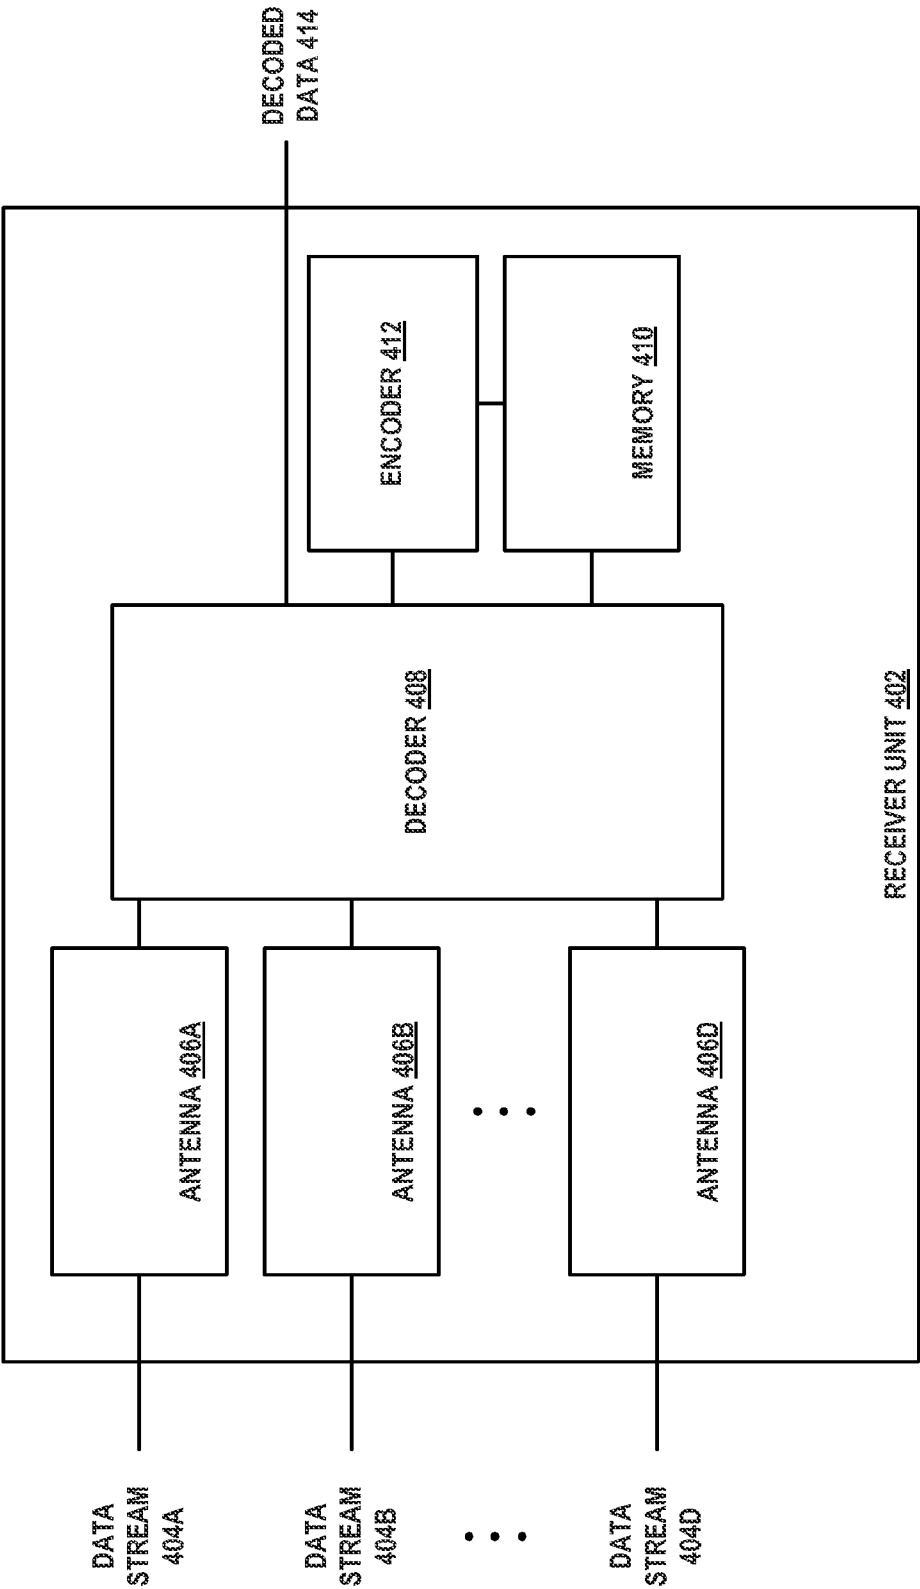 DATA
STREAM
404A
DATA
STREAM
404B
• • •
DATA
STREAM
404D
ANTENNA 406A
ANTENNA 406B
• • •
ANTENNA 406D
DECODER 408
ENCODER 412
MEMORY 410
DECODED
DATA 414
RECEIVER UNIT 402